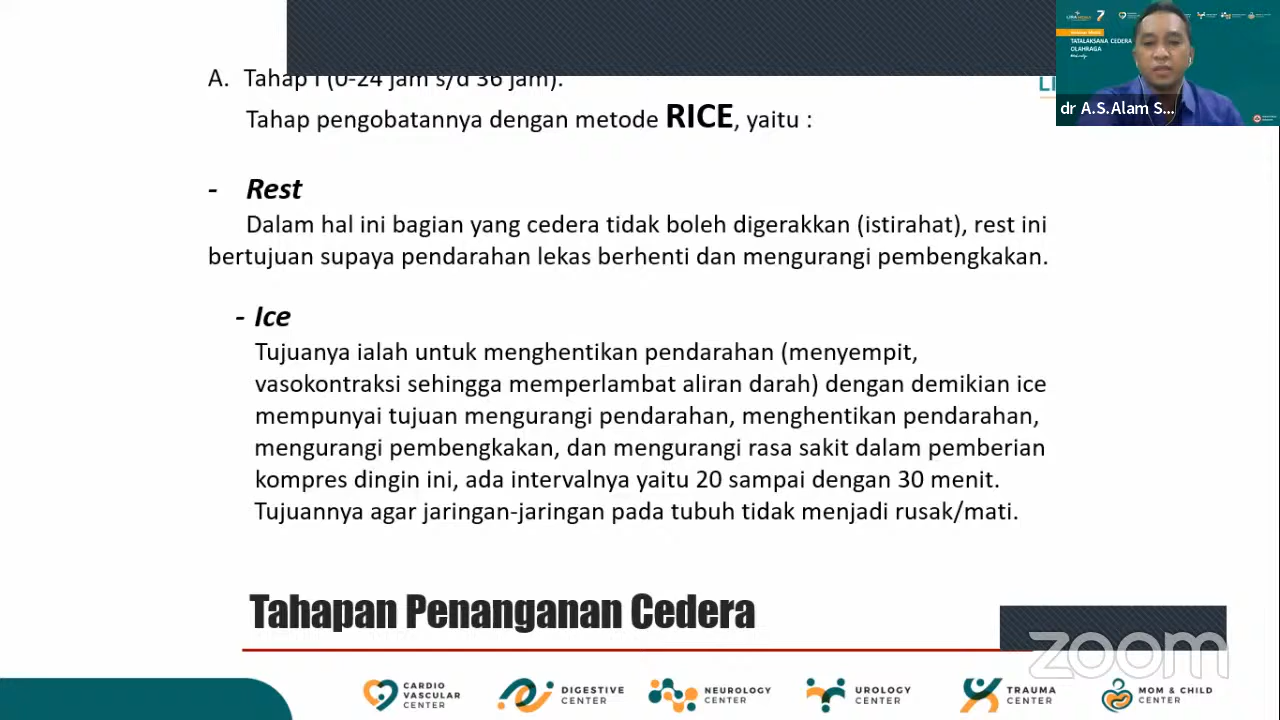 A. Tahap I (0-24 jam s/d 36 jam).
Tahap pengobatannya dengan metode RICE, yaitu :
- Rest
Dalam hal ini bagian yang cedera tidak boleh digerakkan (istirahat), rest ini
bertujuan supaya pendarahan lekas berhenti dan mengurangi pembengkakan.
- Ice
Tujuanya ialah untuk menghentikan pendarahan (menyempit,
vasokontraksi sehingga memperlambat aliran darah) dengan demikian ice
mempunyai tujuan mengurangi pendarahan, menghentikan pendarahan,
mengurangi pembengkakan, dan mengurangi rasa sakit dalam pemberian
kompres dingin ini, ada intervalnya yaitu 20 sampai dengan 30 menit.
Tujuannya agar jaringan-jaringan pada tubuh tidak menjadi rusak/mati.
Tahapan Penanganan Cedera
TATALAKSANA CEDERA
OLAHRAGA
dr A.S.Alam S...
zoom
CARDIO
VASCULAR
CENTER
DIGESTIVE
CENTER
NEUROLOGY
CENTER
UROLOGY
CENTER
TRAUMA
CENTER
MOM & CHILD
CENTER